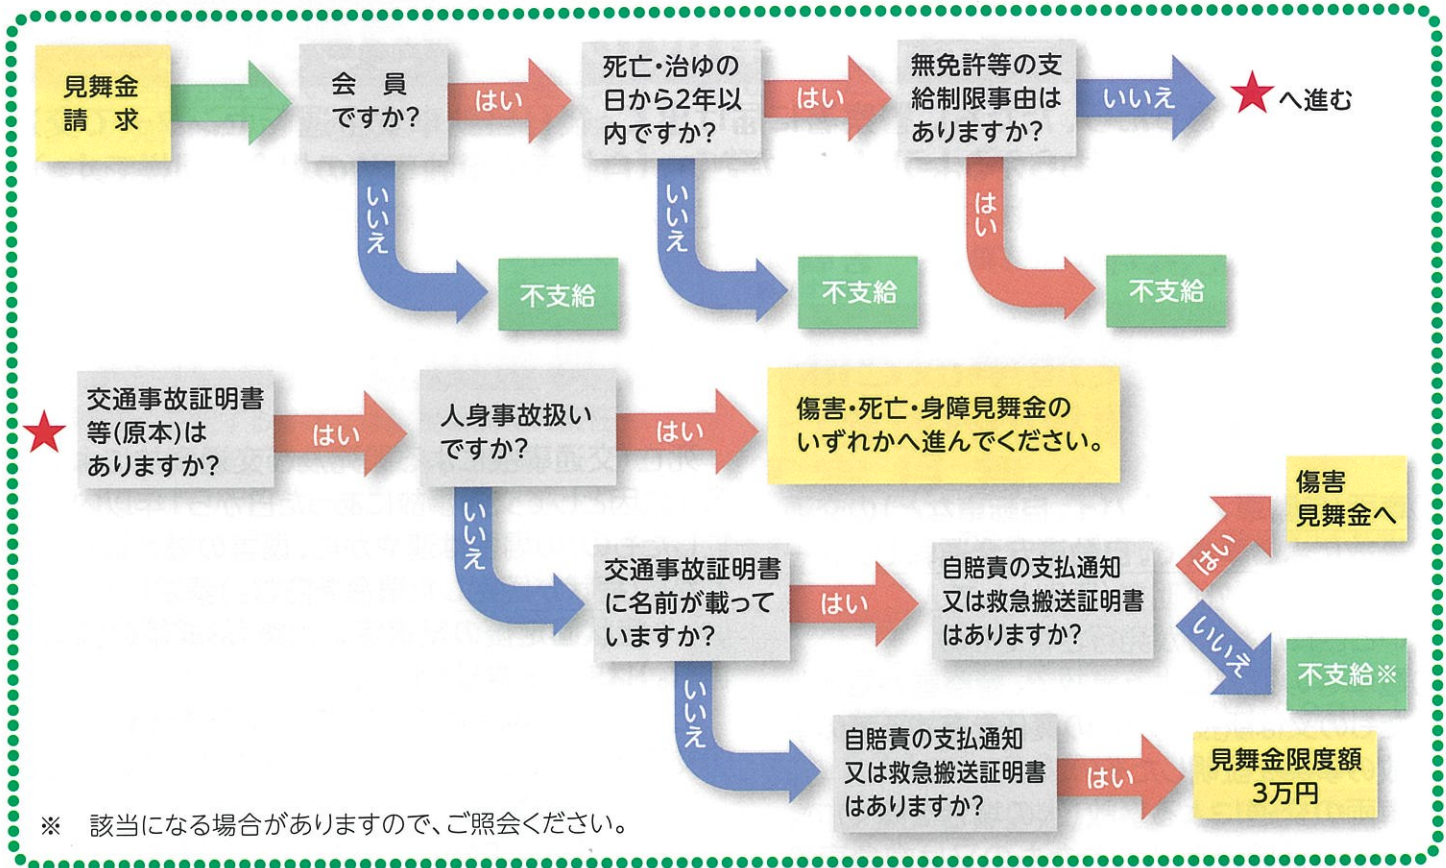 見舞金
請　求
会　員
ですか?
はい
死亡・治ゆの
日から2年以
内ですか?
はい
無免許等の支
給制限事由は
ありますか?
いいえ
★へ進む
いいえ
不支給
いいえ
不支給
はい
不支給
★
交通事故証明書
等(原本)は
ありますか?
はい
人身事故扱い
ですか?
はい
傷害・死亡・身障見舞金の
いずれかへ進んでください。
いいえ
交通事故証明書
に名前が載って
いますか?
はい
自賠責の支払通知
又は救急搬送証明書
はありますか?
はい
傷害
見舞金へ
いいえ
不支給※
いいえ
自賠責の支払通知
又は救急搬送証明書
はありますか?
はい
見舞金限度額
3万円
※　該当になる場合がありますので、ご照会ください。